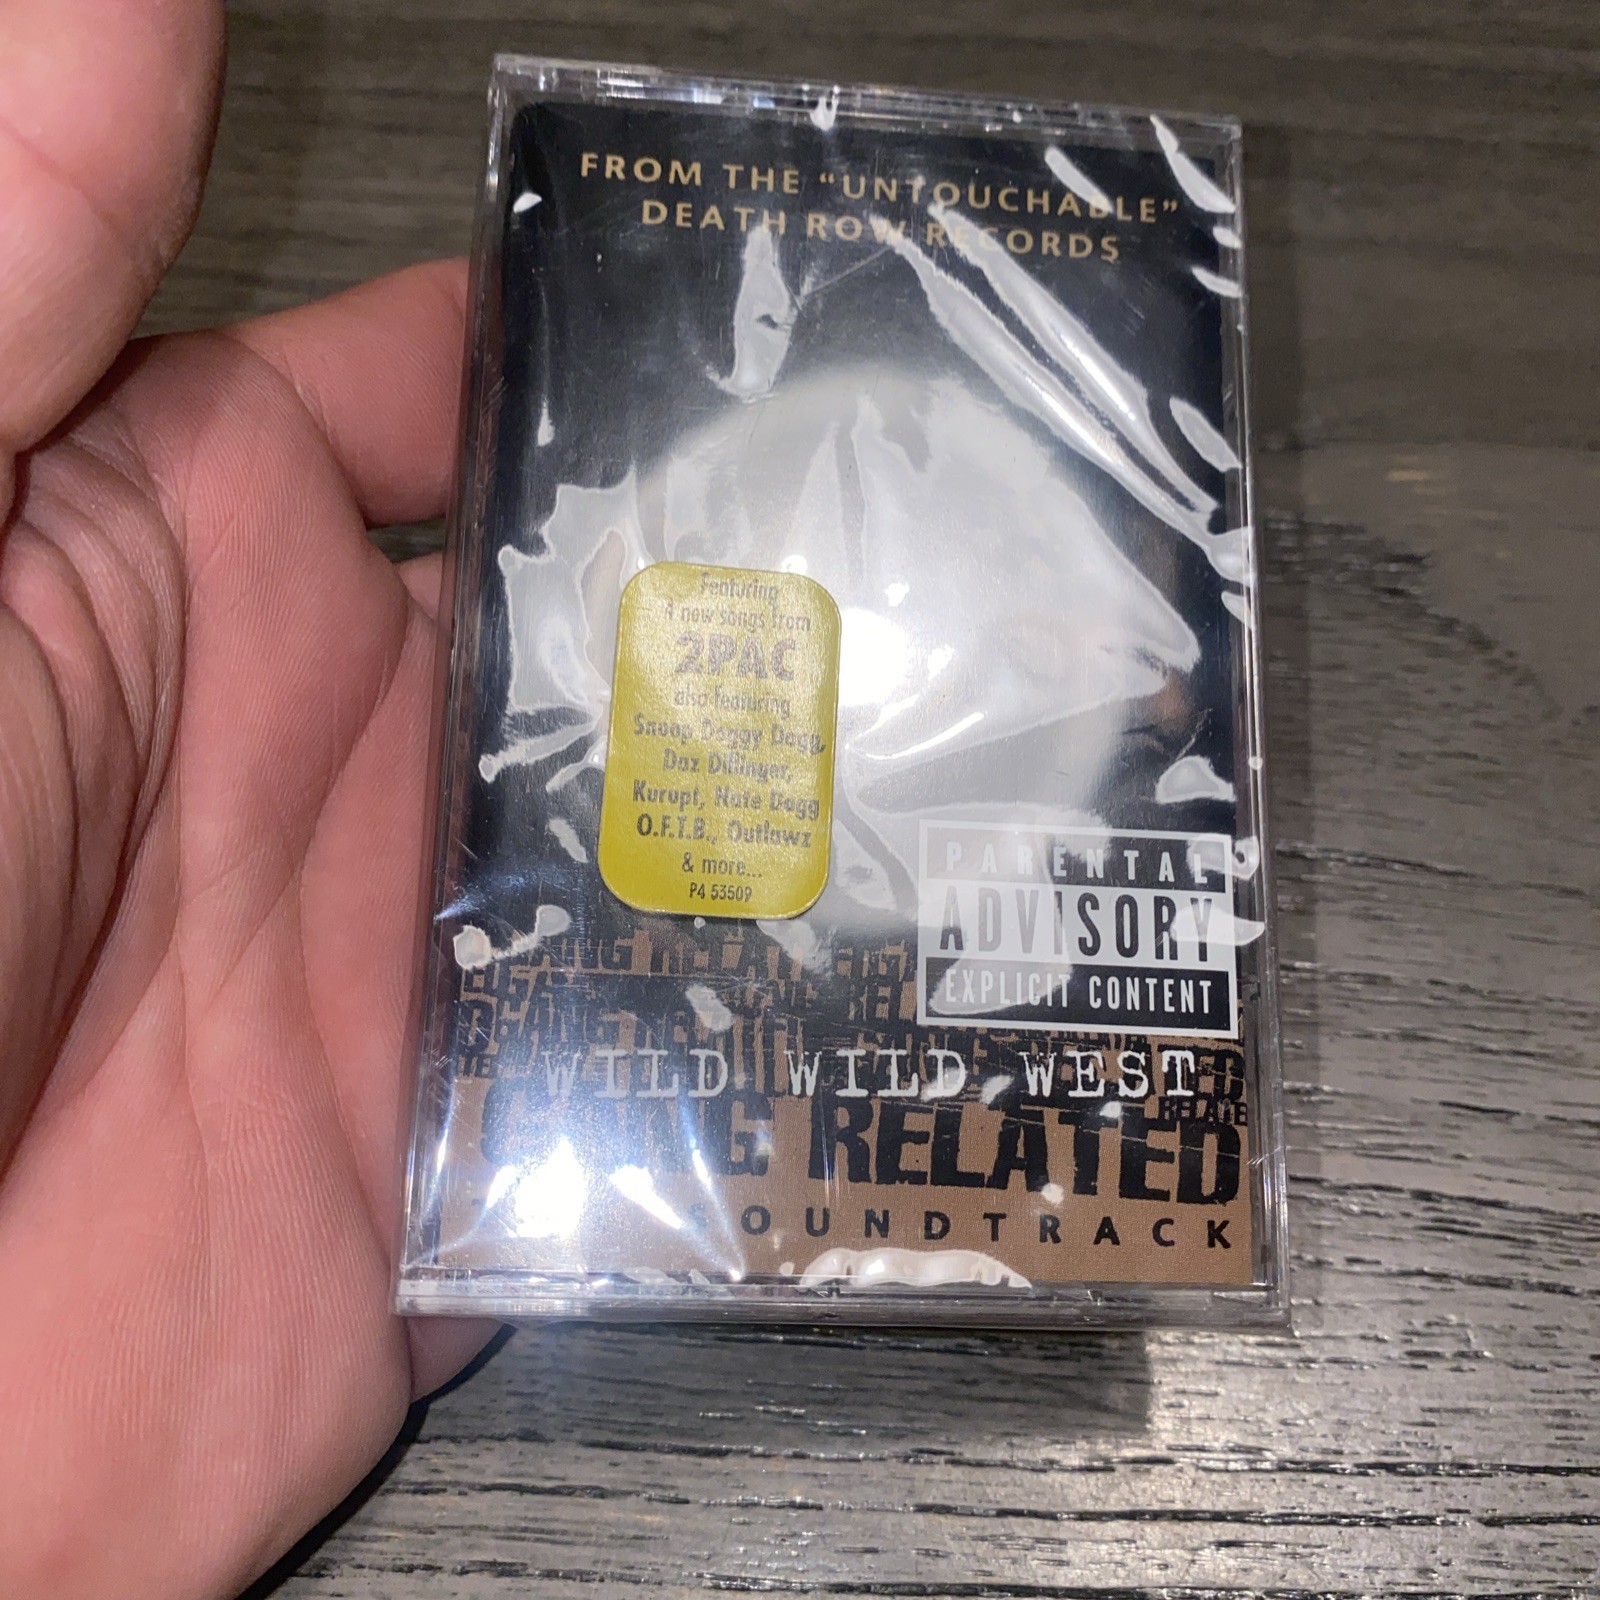 FROM THE "UNTOUCHABLE"
DEATH ROW RECORDS
Featuring
4 new songs from
2PAC
also featuring
Snoop Doggy Dogg,
Daz Dillinger,
Kurupt, Nate Dogg
O.F.T.B., Outlawz
& more...
P4 53509
PARENTAL
ADVISORY
EXPLICIT CONTENT
WILD WILD WEST
GANG RELATED
SOUNDTRACK